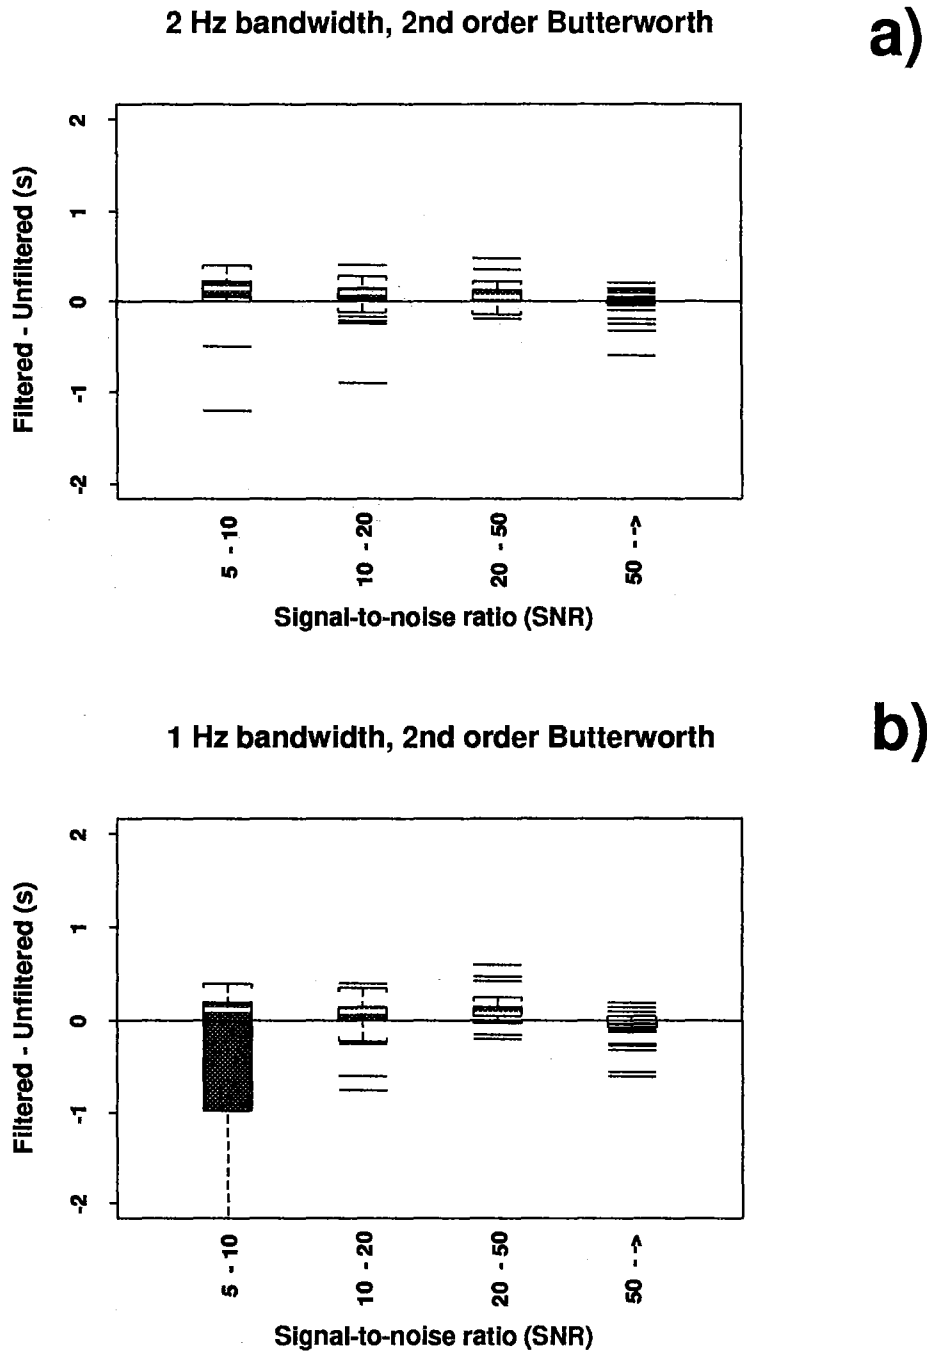 2 Hz bandwidth, 2nd order Butterworth
a)
Filtered - Unfiltered (s)
2
1
0
-1
-2
5 - 10
10 - 20
20 - 50
50 -->
Signal-to-noise ratio (SNR)
1 Hz bandwidth, 2nd order Butterworth
b)
Filtered - Unfiltered (s)
2
1
0
-1
-2
5 - 10
10 - 20
20 - 50
50 -->
Signal-to-noise ratio (SNR)